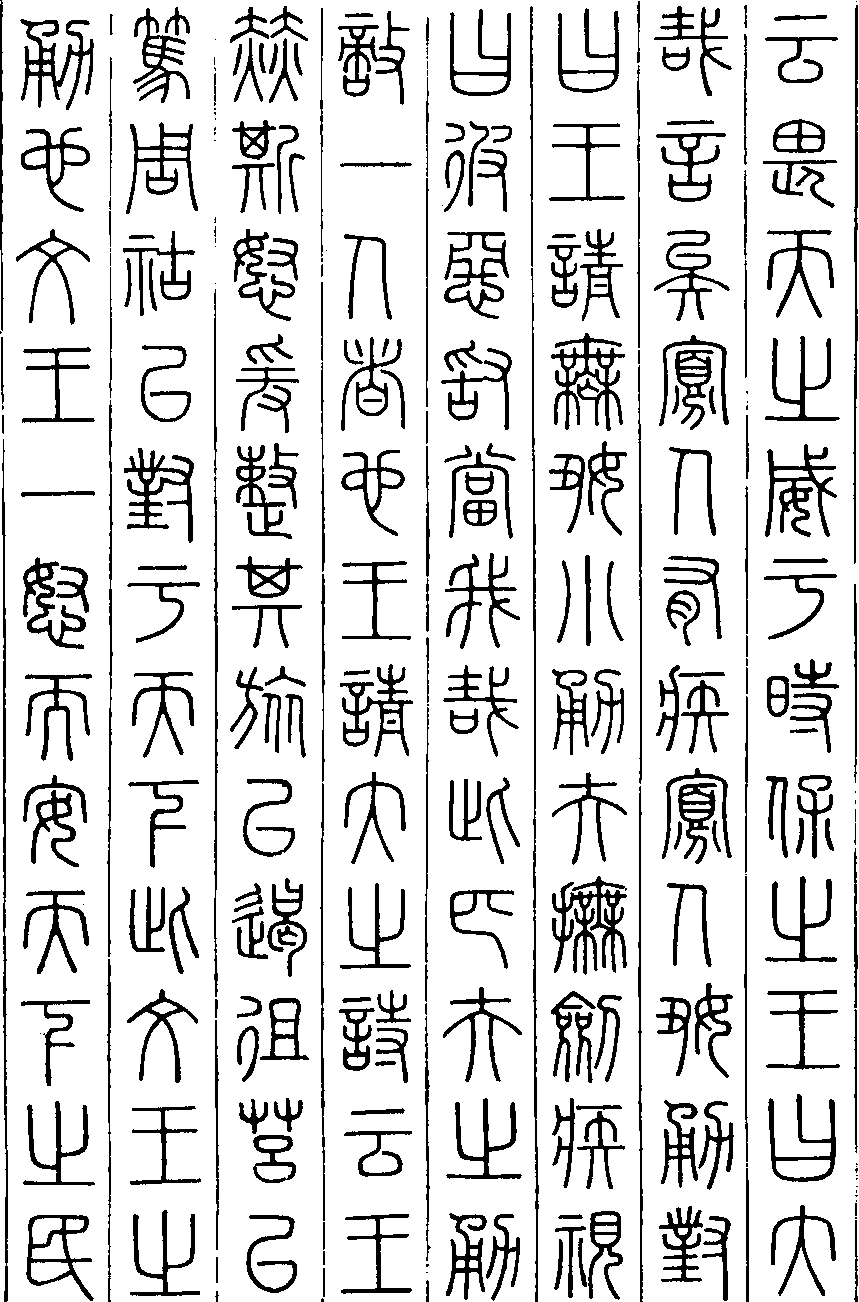 云畏天之威于時保之王曰大
哉言矣寡人有疾寡人好勇對
曰王請無好小勇夫撫劍疾視
曰彼惡敢當我哉此匹夫之勇
敵一人者也王請大之詩云王
赫斯怒爰整其旅以遏徂莒以
篤周祜以對于天下此文王之
勇也文王一怒而安天下之民